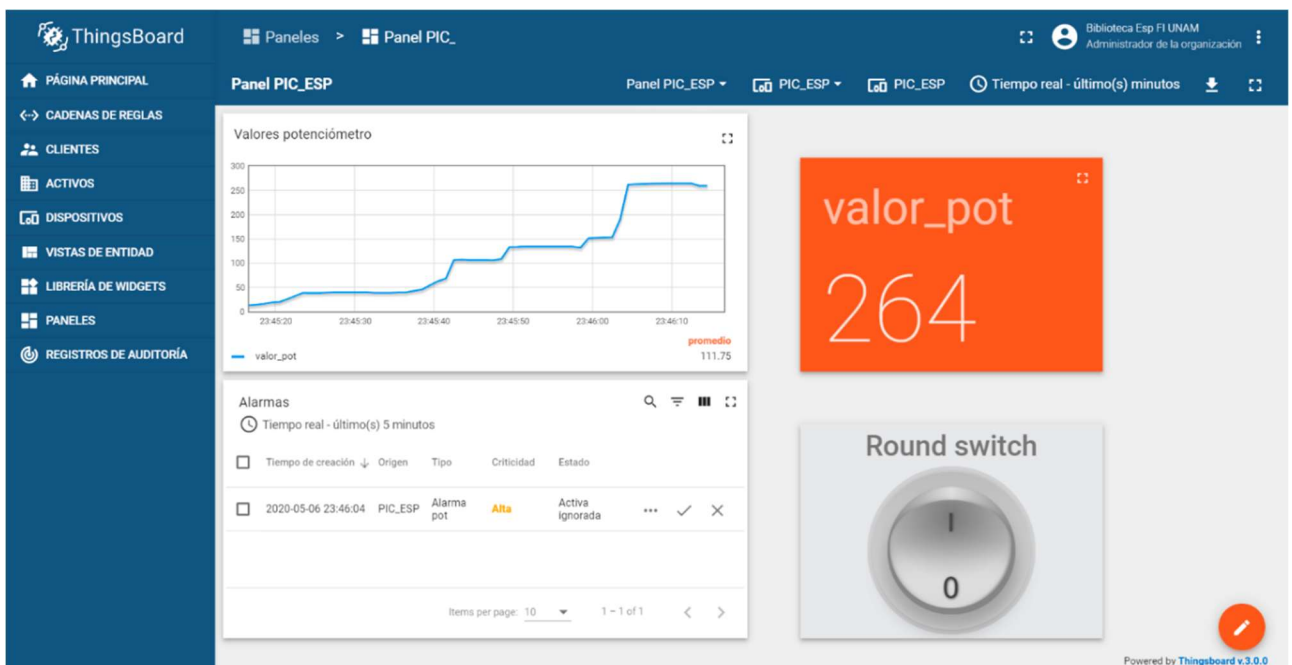 ThingsBoard
Paneles > Panel PIC_
Biblioteca Esp FI UNAM
Administrador de la organización
PÁGINA PRINCIPAL
CADENAS DE REGLAS
CLIENTES
ACTIVOS
DISPOSITIVOS
VISTAS DE ENTIDAD
LIBRERÍA DE WIDGETS
PANELES
REGISTROS DE AUDITORÍA
Panel PIC_ESP
Panel PIC_ESP PIC_ESP PIC_ESP Tiempo real - último(s) minutos
Valores potenciómetro
300
250
200
150
100
50
0
23:45:20 23:45:30 23:45:40 23:45:50 23:46:00 23:46:10
promedio
valor_pot 111.75
valor_pot
264
Alarmas
Tiempo real - último(s) 5 minutos
Tiempo de creación Origen Tipo Criticidad Estado
2020-05-06 23:46:04 PIC_ESP Alarma pot Alta Activa ignorada
Items per page: 10 1 – 1 of 1
Round switch
I
0
Powered by Thingsboard v.3.0.0